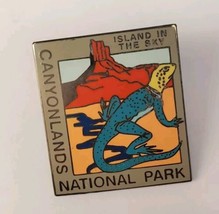 ISLAND IN
THE SKY
CANYONLANDS
NATIONAL PARK